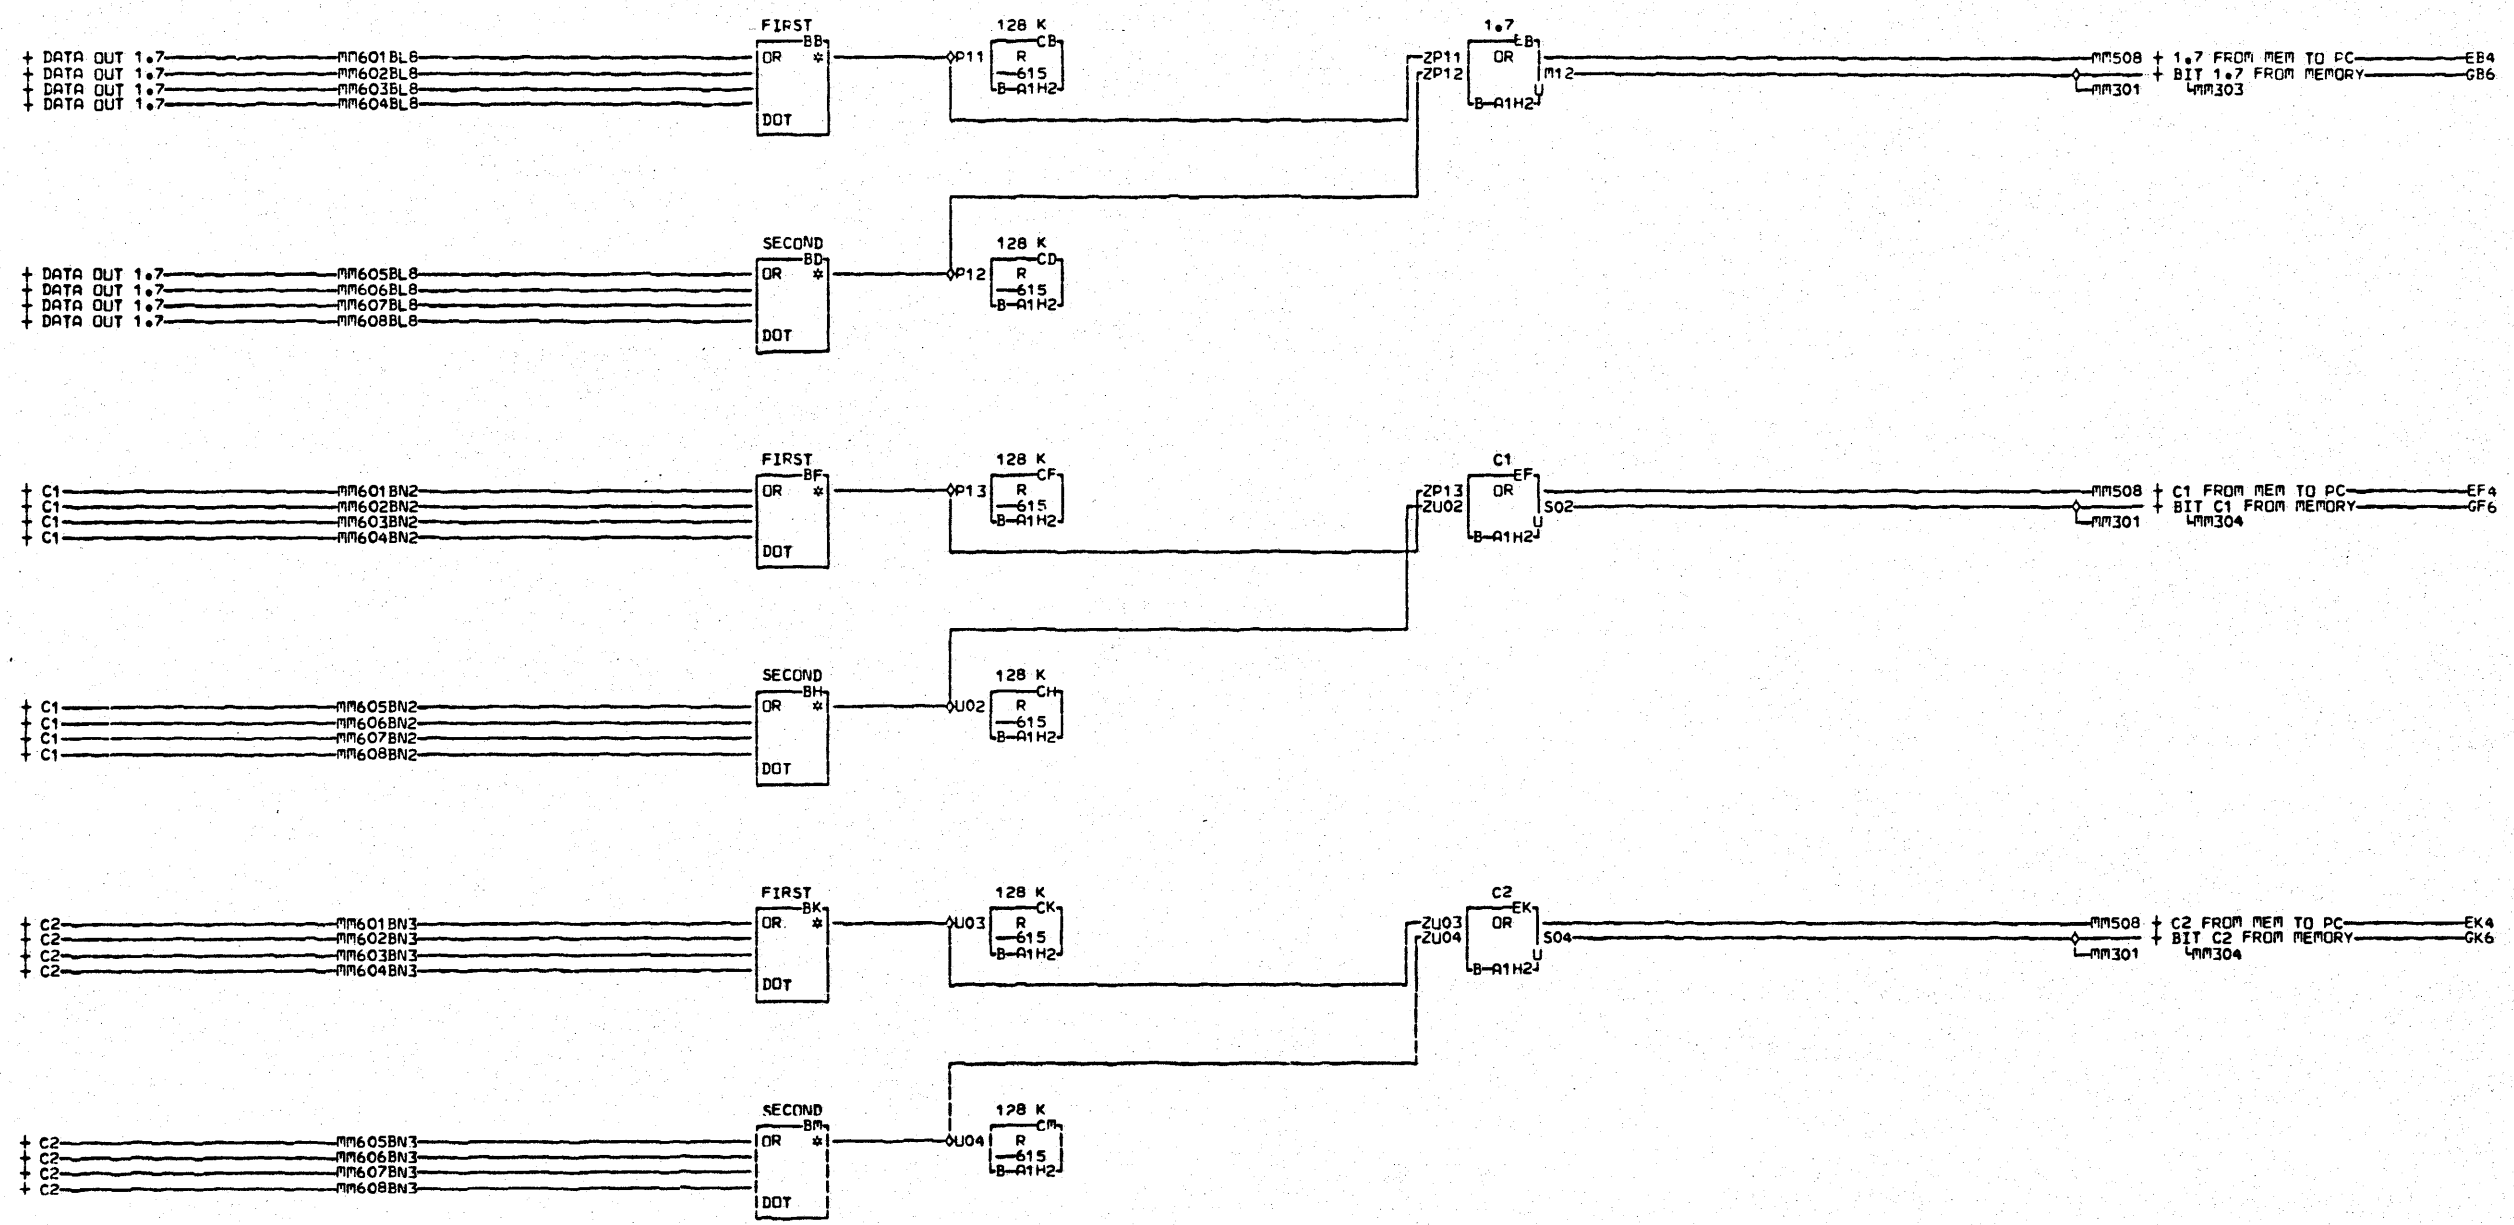 FIRST 128 K 1.7
BB CB EB
+ DATA OUT 1.7 MM601BL8 OR * P11 R ZP11 OR MM508 + 1.7 FROM MEM TO PC EB4
+ DATA OUT 1.7 MM602BL8 615 ZP12 M12 + BIT 1.7 FROM MEMORY GB6
+ DATA OUT 1.7 MM603BL8 B-A1H2 U MM301 MM303
+ DATA OUT 1.7 MM604BL8 B-A1H2
DOT
SECOND 128 K
BD CD
+ DATA OUT 1.7 MM605BL8 OR * P12 R
+ DATA OUT 1.7 MM606BL8 615
+ DATA OUT 1.7 MM607BL8 B-A1H2
+ DATA OUT 1.7 MM608BL8
DOT
FIRST 128 K C1
BF CF EF
+ C1 MM601BN2 OR * P13 R ZP13 OR MM508 + C1 FROM MEM TO PC EF4
+ C1 MM602BN2 615 ZU02 S02 + BIT C1 FROM MEMORY GF6
+ C1 MM603BN2 B-A1H2 U MM301 MM304
+ C1 MM604BN2 B-A1H2
DOT
SECOND 128 K
BH CH
+ C1 MM605BN2 OR * U02 R
+ C1 MM606BN2 615
+ C1 MM607BN2 B-A1H2
+ C1 MM608BN2
DOT
FIRST 128 K C2
BK CK EK
+ C2 MM601BN3 OR * U03 R ZU03 OR MM508 + C2 FROM MEM TO PC EK4
+ C2 MM602BN3 615 ZU04 S04 + BIT C2 FROM MEMORY GK6
+ C2 MM603BN3 B-A1H2 U MM301 MM304
+ C2 MM604BN3 B-A1H2
DOT
SECOND 128 K
BM CM
+ C2 MM605BN3 OR * U04 R
+ C2 MM606BN3 615
+ C2 MM607BN3 B-A1H2
+ C2 MM608BN3
DOT